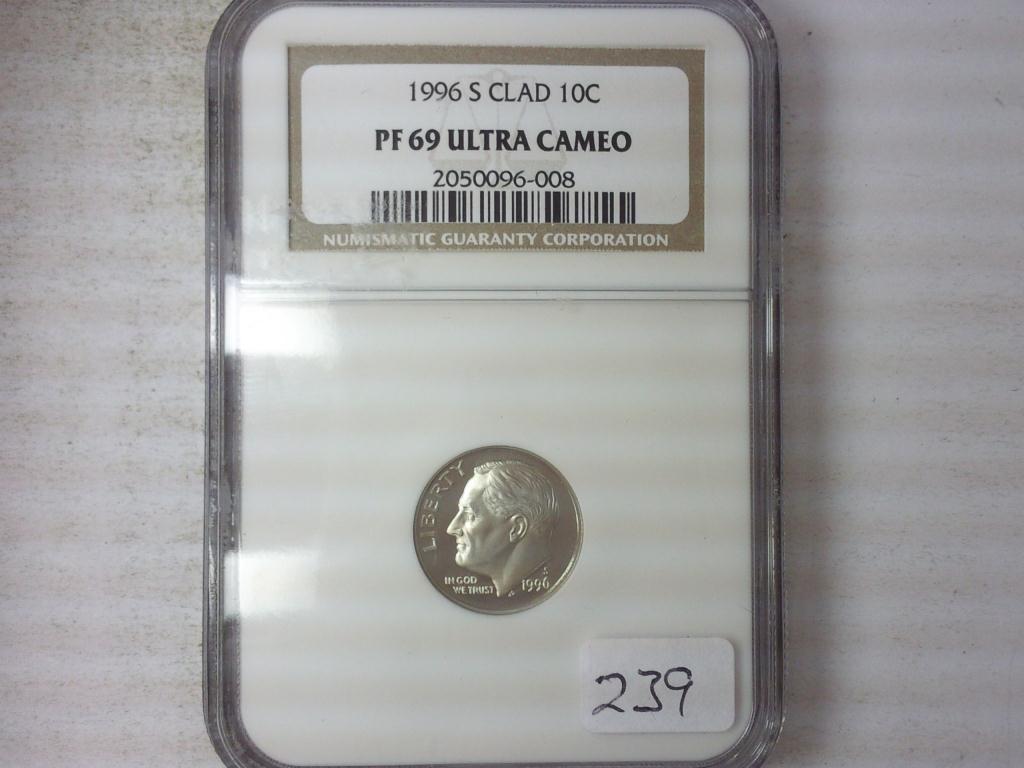 1996 S CLAD 10C
PF 69 ULTRA CAMEO
2050096-008
NUMISMATIC GUARANTY CORPORATION
LIBERTY
IN GOD
WE TRUST
S
1996
239